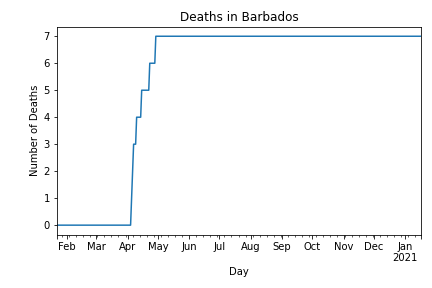 Deaths in Barbados
7
6
5
4
3
2
1
0
Number of Deaths
Feb Mar Apr May Jun Jul Aug Sep Oct Nov Dec Jan
2021
Day